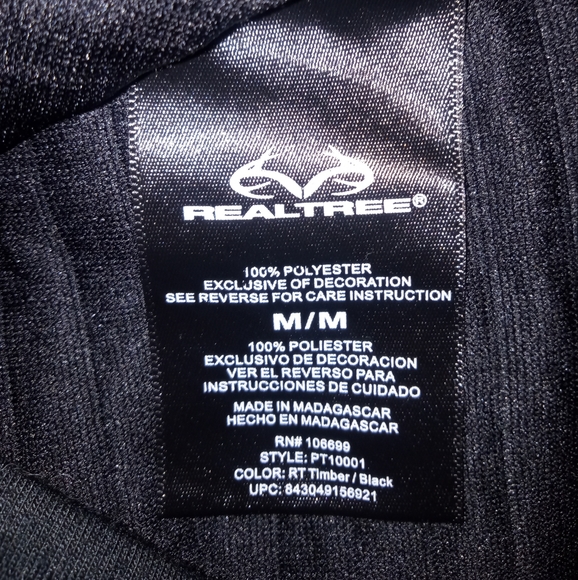 REALTREE®
100% POLYESTER
EXCLUSIVE OF DECORATION
SEE REVERSE FOR CARE INSTRUCTION
M/M
100% POLIESTER
EXCLUSIVO DE DECORACION
VER EL REVERSO PARA
INSTRUCCIONES DE CUIDADO
MADE IN MADAGASCAR
HECHO EN MADAGASCAR
RN# 106699
STYLE: PT10001
COLOR: RT Timber / Black
UPC: 843049156921